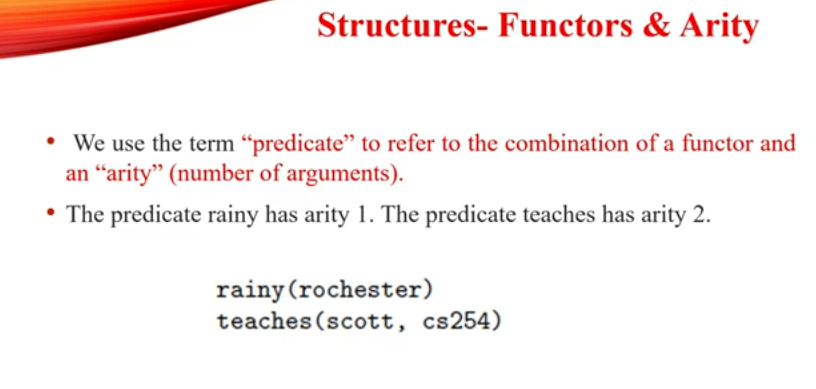 Structures- Functors & Arity
• We use the term “predicate” to refer to the combination of a functor and
an “arity” (number of arguments).
• The predicate rainy has arity 1. The predicate teaches has arity 2.
rainy(rochester)
teaches(scott, cs254)